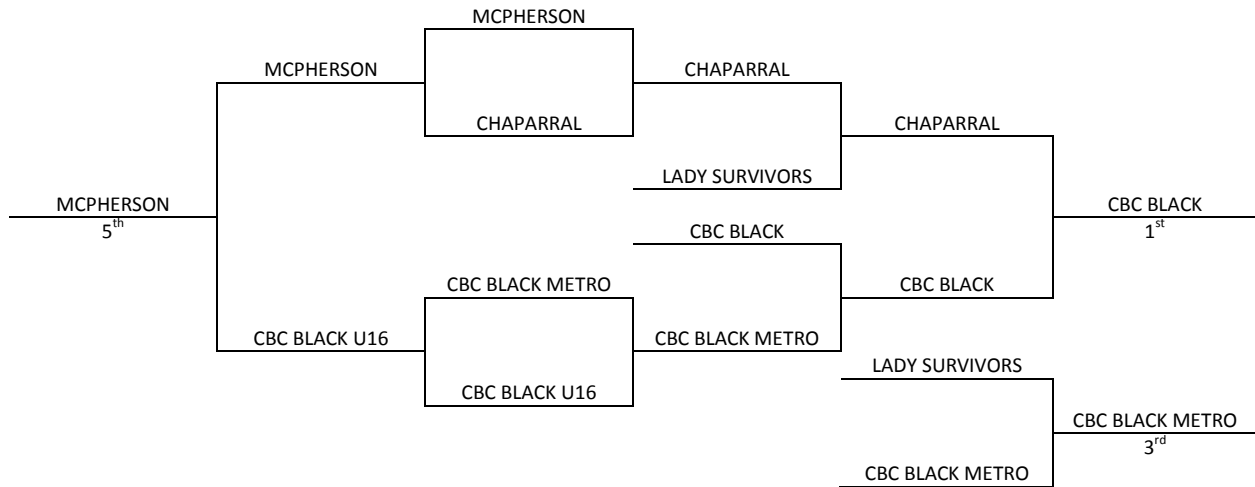 MCPHERSON
MCPHERSON
CHAPARRAL
CHAPARRAL
CHAPARRAL
LADY SURVIVORS
MCPHERSON
5th
CBC BLACK
1st
CBC BLACK
CBC BLACK METRO
CBC BLACK
CBC BLACK U16
CBC BLACK METRO
LADY SURVIVORS
CBC BLACK U16
CBC BLACK METRO
3rd
CBC BLACK METRO